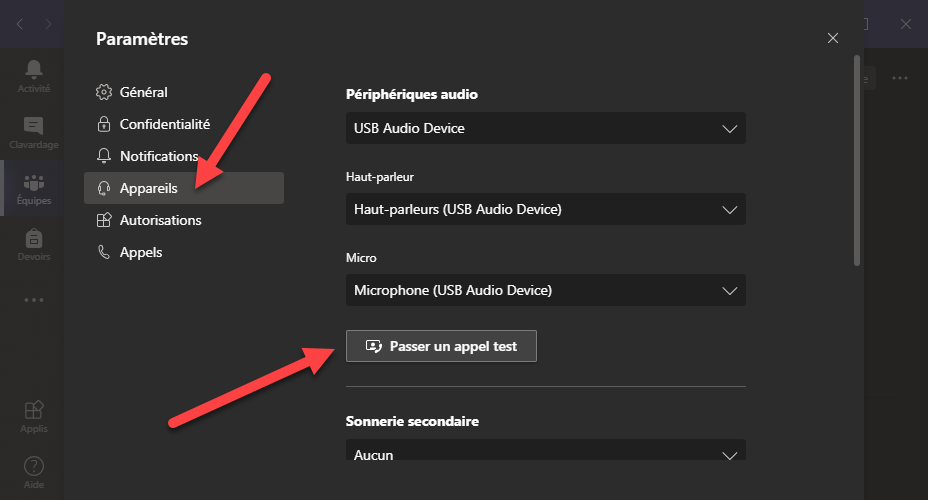 Paramètres
Activité
Clavardage
Équipes
Devoirs
Applis
Aide
Général
Confidentialité
Notifications
Appareils
Autorisations
Appels
Périphériques audio
USB Audio Device
Haut-parleur
Haut-parleurs (USB Audio Device)
Micro
Microphone (USB Audio Device)
Passer un appel test
Sonnerie secondaire
Aucun